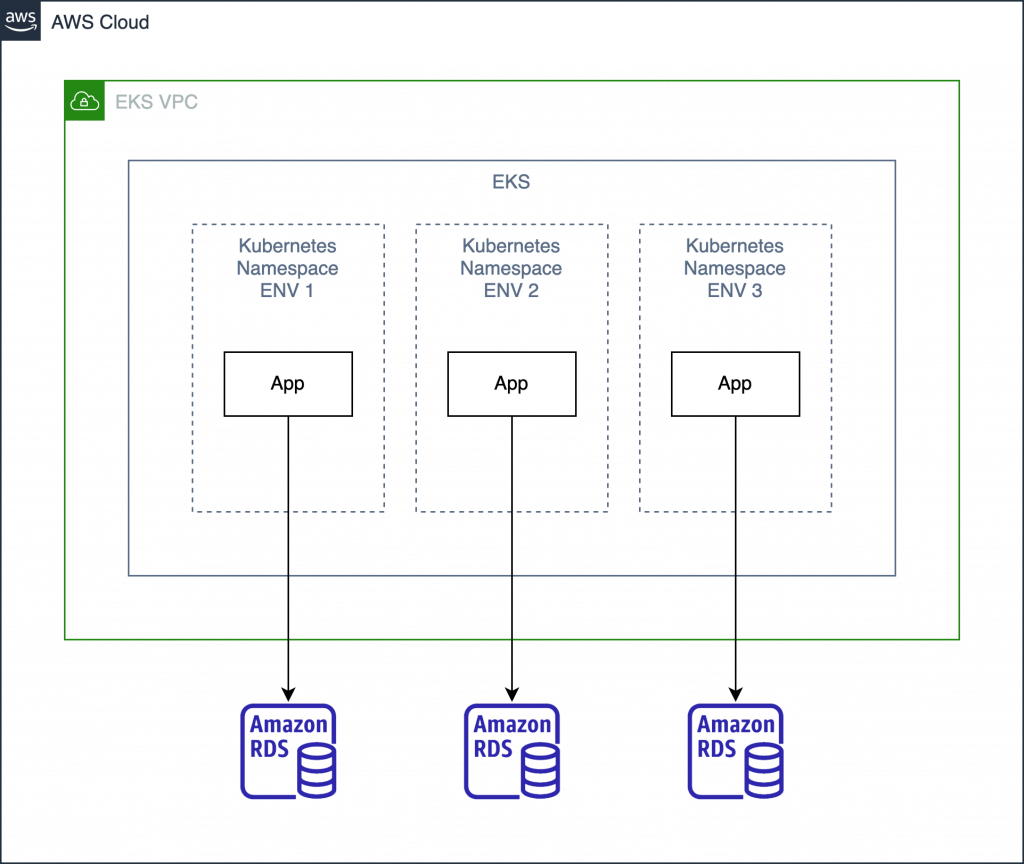 aws
AWS Cloud
EKS VPC
EKS
Kubernetes
Namespace
ENV 1
Kubernetes
Namespace
ENV 2
Kubernetes
Namespace
ENV 3
App
App
App
Amazon
RDS
Amazon
RDS
Amazon
RDS